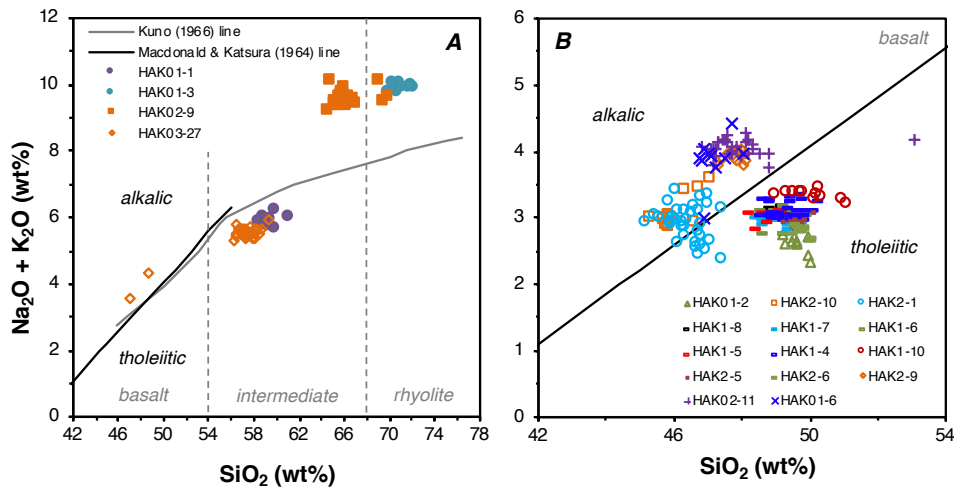 A
Kuno (1966) line
Macdonald & Katsura (1964) line
HAK01-1
HAK01-3
HAK02-9
HAK03-27
alkalic
tholeiitic
basalt
intermediate
rhyolite
12
10
8
6
4
2
0
42 46 50 54 58 62 66 70 74 78
Na2O + K2O (wt%)
SiO2 (wt%)
B
basalt
alkalic
tholeiitic
HAK01-2 HAK2-10 HAK2-1
HAK1-8 HAK1-7 HAK1-6
HAK1-5 HAK1-4 HAK1-10
HAK2-5 HAK2-6 HAK2-9
HAK02-11 HAK01-6
6
5
4
3
2
1
0
42 46 50 54
SiO2 (wt%)